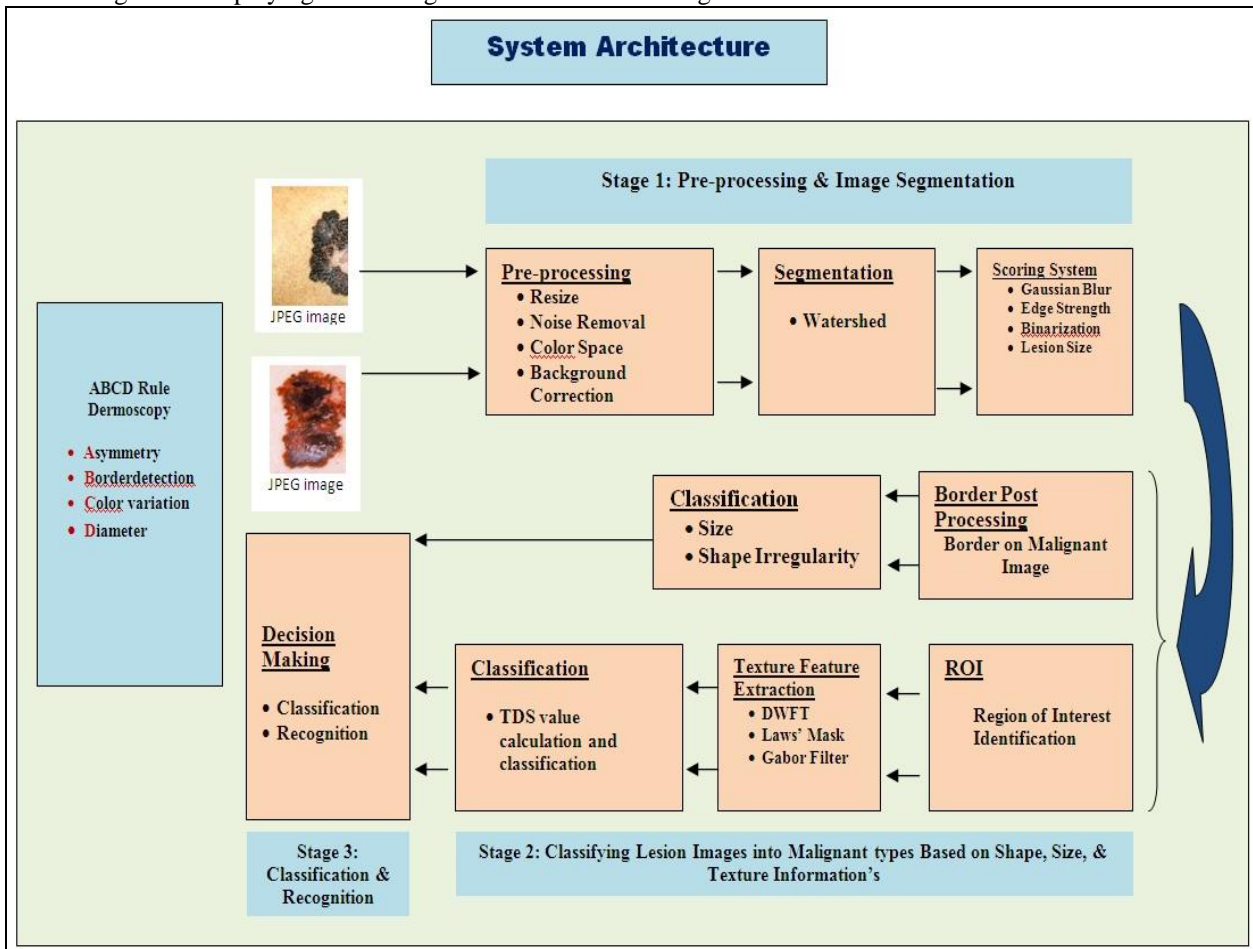 System Architecture
Stage 1: Pre-processing & Image Segmentation
JPEG image
JPEG image
Pre-processing
• Resize
• Noise Removal
• Color Space
• Background
Correction
Segmentation
• Watershed
Scoring System
• Gaussian Blur
• Edge Strength
• Binarization
• Lesion Size
ABCD Rule
Dermoscopy
• Asymmetry
• Borderdetection
• Color variation
• Diameter
Classification
• Size
• Shape Irregularity
Border Post
Processing
Border on Malignant
Image
Decision
Making
• Classification
• Recognition
Classification
• TDS value
calculation and
classification
Texture Feature
Extraction
• DWFT
• Laws’ Mask
• Gabor Filter
ROI
Region of Interest
Identification
Stage 3:
Classification &
Recognition
Stage 2: Classifying Lesion Images into Malignant types Based on Shape, Size, &
Texture Information’s